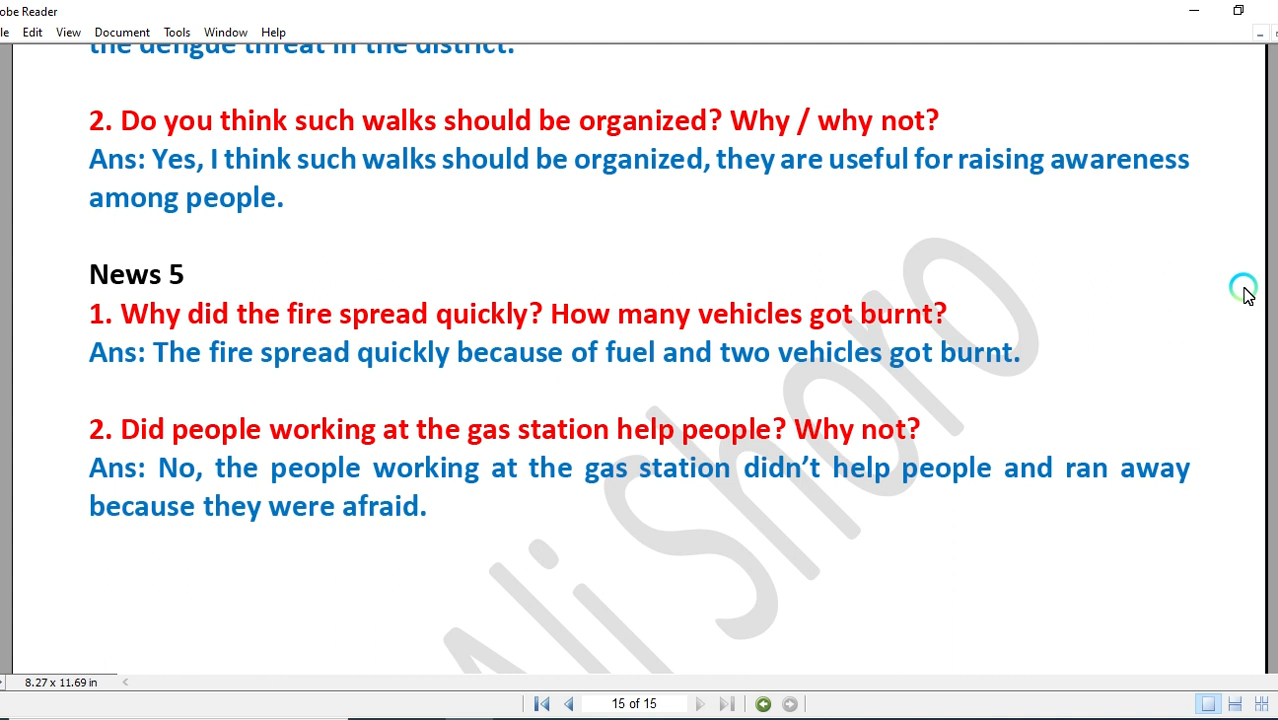 obe Reader
le Edit View Document Tools Window Help
the dengue threat in the district.
2. Do you think such walks should be organized? Why / why not?
Ans: Yes, I think such walks should be organized, they are useful for raising awareness
among people.
News 5
1. Why did the fire spread quickly? How many vehicles got burnt?
Ans: The fire spread quickly because of fuel and two vehicles got burnt.
2. Did people working at the gas station help people? Why not?
Ans: No, the people working at the gas station didn’t help people and ran away
because they were afraid.
Ali Shoro
8.27 x 11.69 in
15 of 15